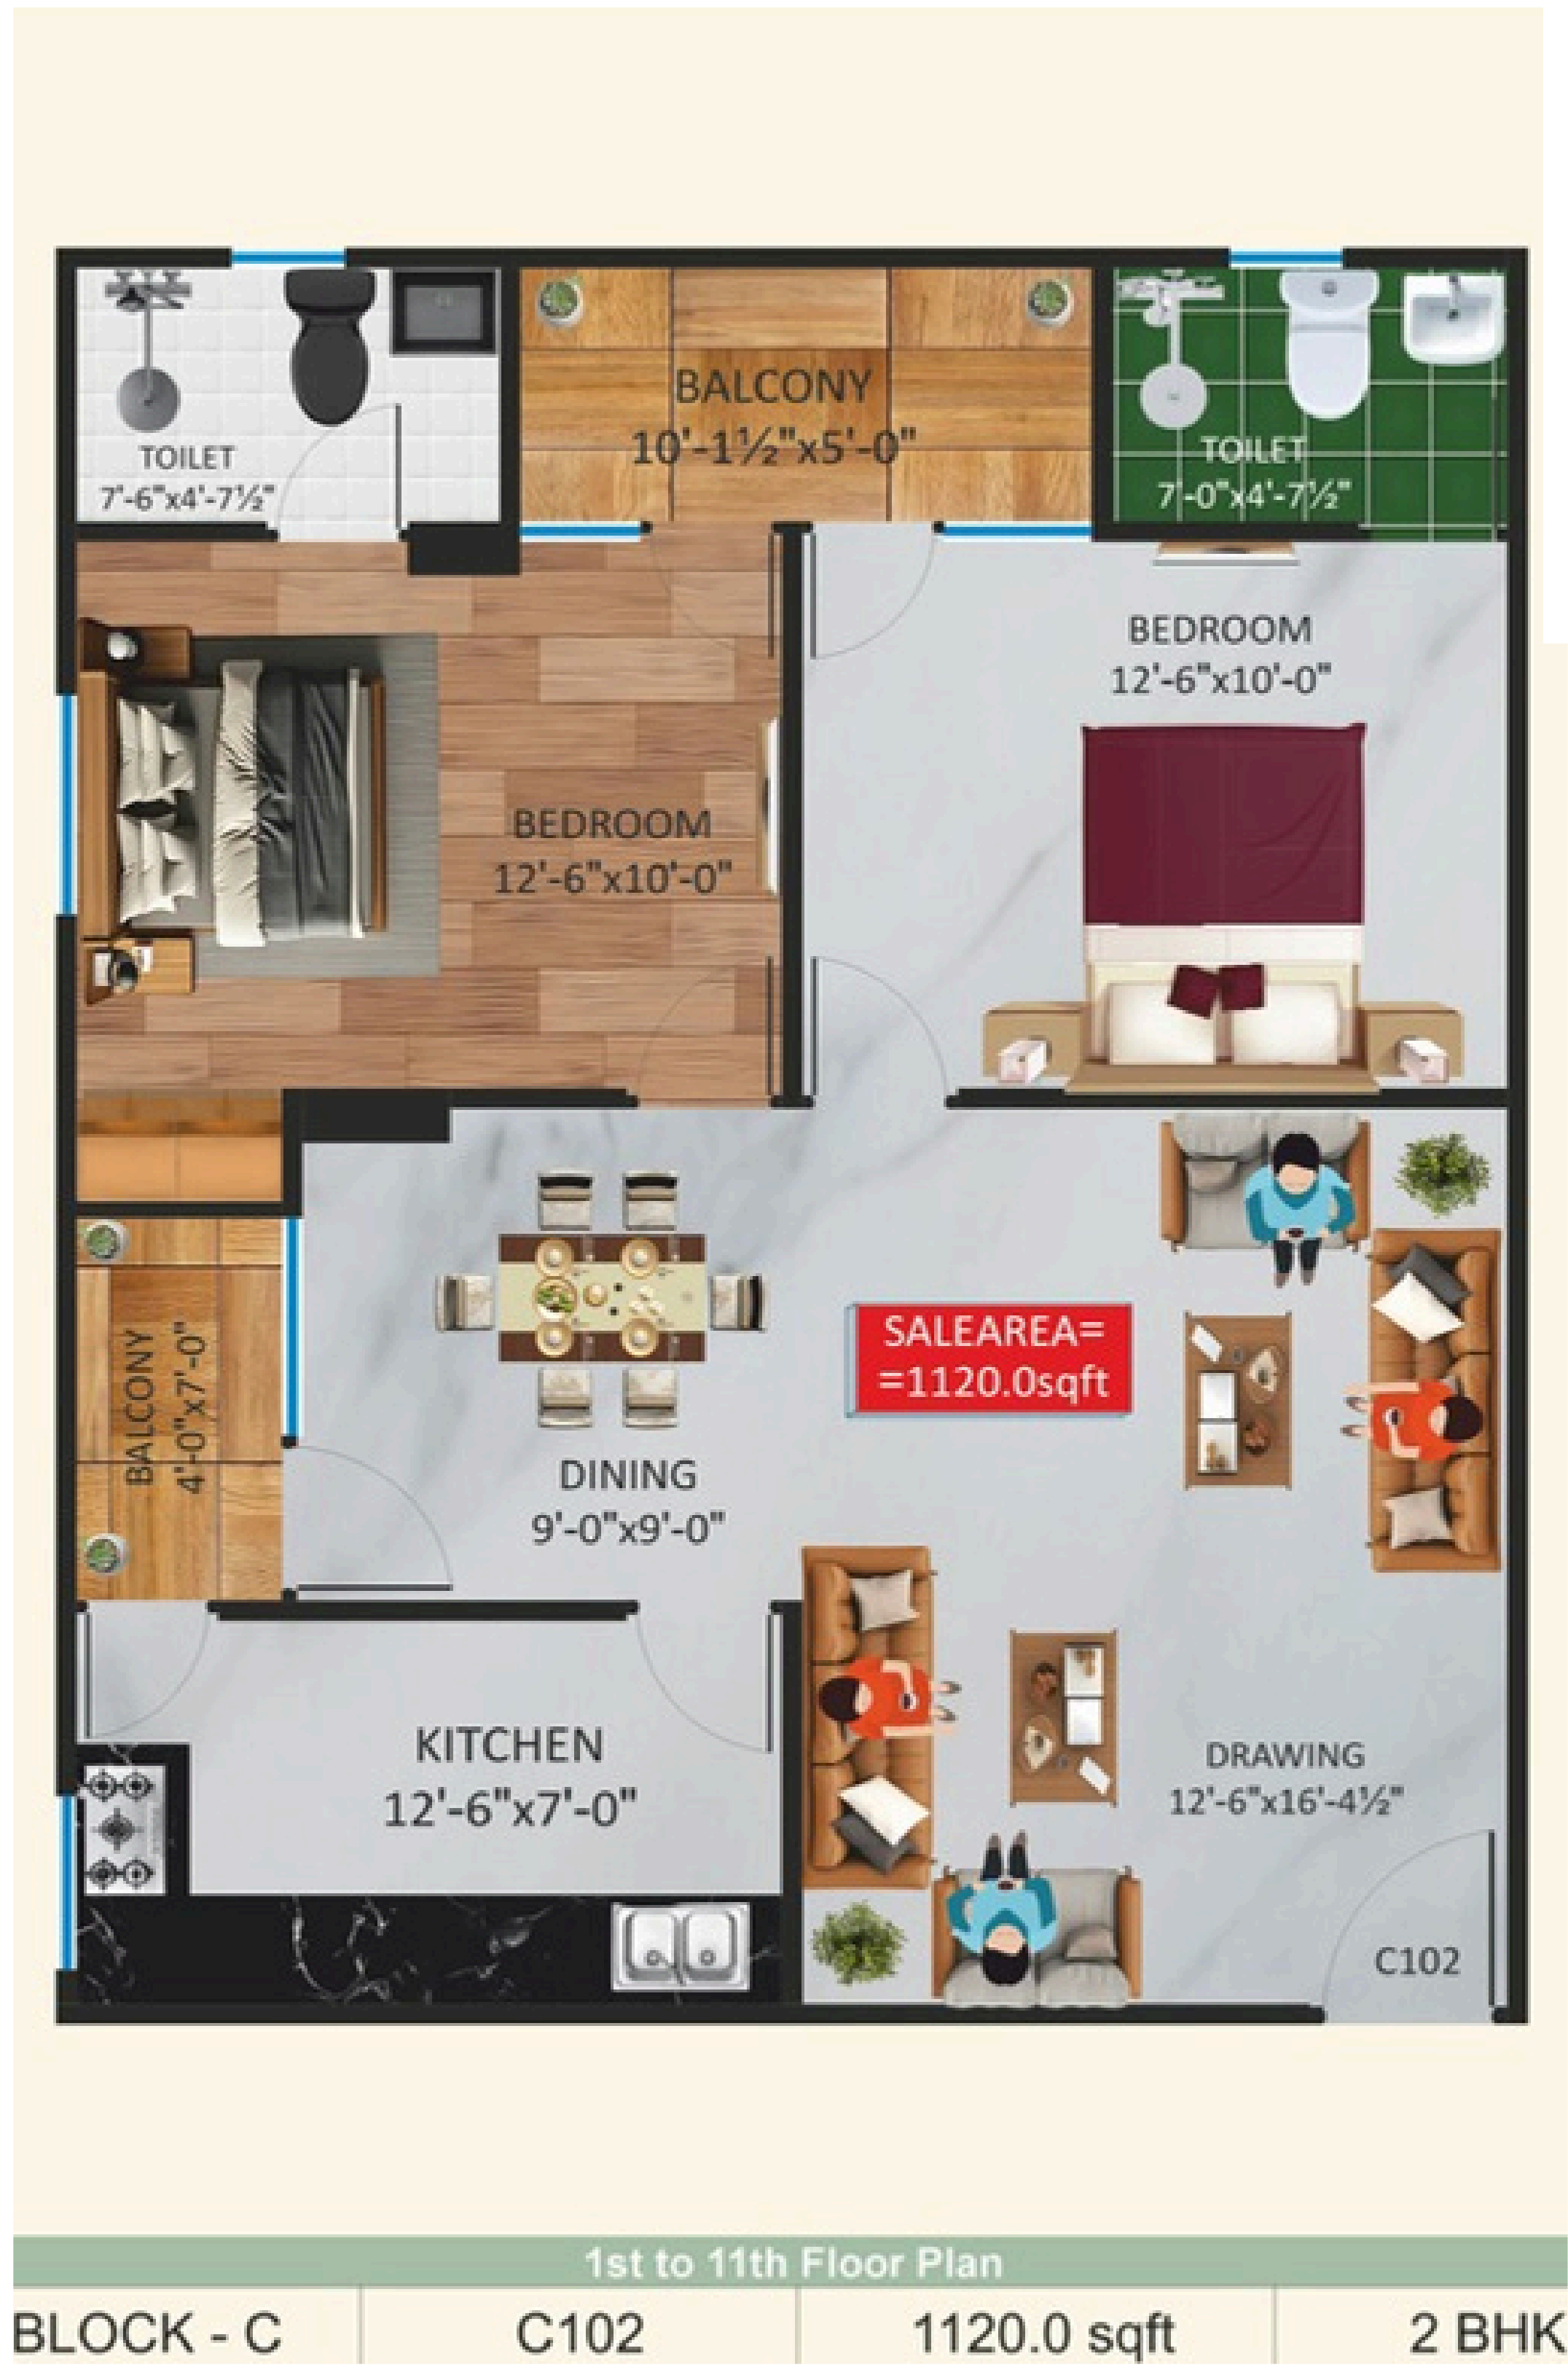 BALCONY
10'-1½"x5'-0"
TOILET
7'-6"x4'-7½"
TOILET
7'-0"x4'-7½"
BEDROOM
12'-6"x10'-0"
BEDROOM
12'-6"x10'-0"
SALEAREA=
=1120.0sqft
BALCONY
4'-0"x7'-0"
DINING
9'-0"x9'-0"
KITCHEN
12'-6"x7'-0"
DRAWING
12'-6"x16'-4½"
C102
1st to 11th Floor Plan
BLOCK - C C102 1120.0 sqft 2 BHK